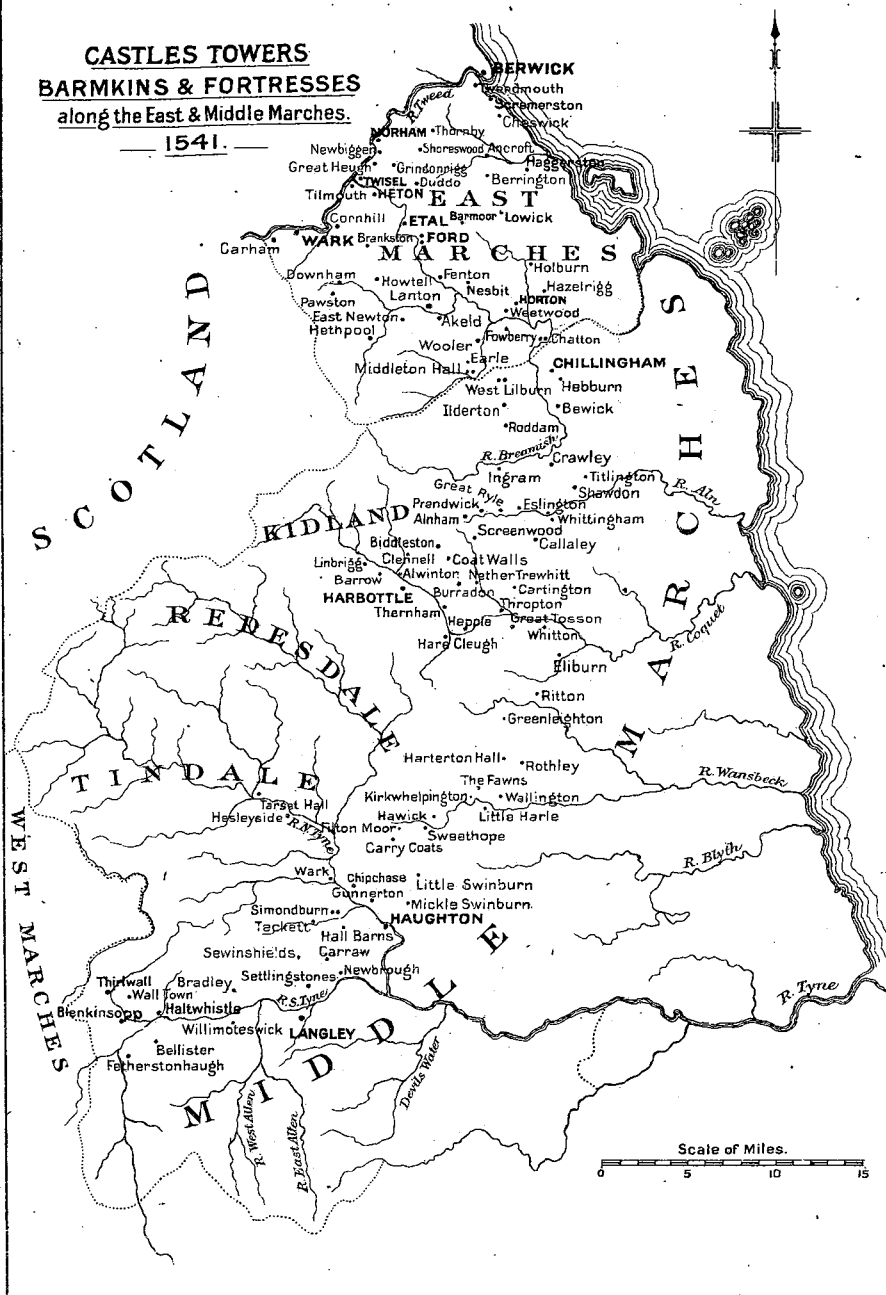 CASTLES TOWERS
BARMKINS & FORTRESSES
along the East & Middle Marches.
1541.
N
BERWICK
Tweedmouth
R. Tweed
Scremerston
Cheswick
NORHAM
Thornby
Newbiggen
Shoreswood
Ancroft
Haggerston
Great Heugh
Grindonrigg
Berrington
TWISEL
Duddo
Tilmouth
HETON
EAST
Cornhill
ETAL
Barmoor
Lowick
WARK
Brankston
FORD
Carham
MARCHES
Downham
Howtell
Fenton
Holburn
Lanton
Nesbit
Hazelrigg
Pawston
HORTON
East Newton
Akeld
Weetwood
Hethpool
Fowberry
Chatton
Wooler
Earle
CHILLINGHAM
Middleton Hall
West Lilburn
Hebburn
Ilderton
Bewick
Roddam
SCOTLAND
R. Breamish
Crawley
Ingram
Titlington
Great Ryle
Shawdon
R. Aln
Prendwick
Eslington
Alnham
Whittingham
KIDLAND
Screenwood
Callaley
Biddleston
Linbrigg
Clennell
Coat Walls
Barrow
Alwinton
Nether Trewhitt
HARBOTTLE
Burradon
Cartington
Thernham
Thropton
REDESDALE
Hepple
Great Tosson
Hare Cleugh
Whitton
R. Coquet
Eliburn
Ritton
Greenleighton
Harterton Hall
Rothley
TINDALE
The Fawns
R. Wansbeck
Tarset Hall
Kirkwhelpington
Wallington
Hesleyside
Hawick
Little Harle
R. N. Tyne
Filton Moor
Sweethope
Carry Coats
R. Blyth
WEST MARCHES
Wark
Chipchase
Little Swinburn
Gunnerton
Mickle Swinburn
Simondburn
HAUGHTON
Teckett
Hall Barns
Sewinshields
Carraw
Thirlwall
Bradley
Settlingstones
Newbrough
Wall Town
R. Tyne
Blenkinsopp
Haltwhistle
R. S. Tyne
Willimoteswick
LANGLEY
Bellister
Fetherstonhaugh
MIDDLE MARCHES
Devils Water
R. West Allen
R. East Allen
Scale of Miles.
0 5 10 15